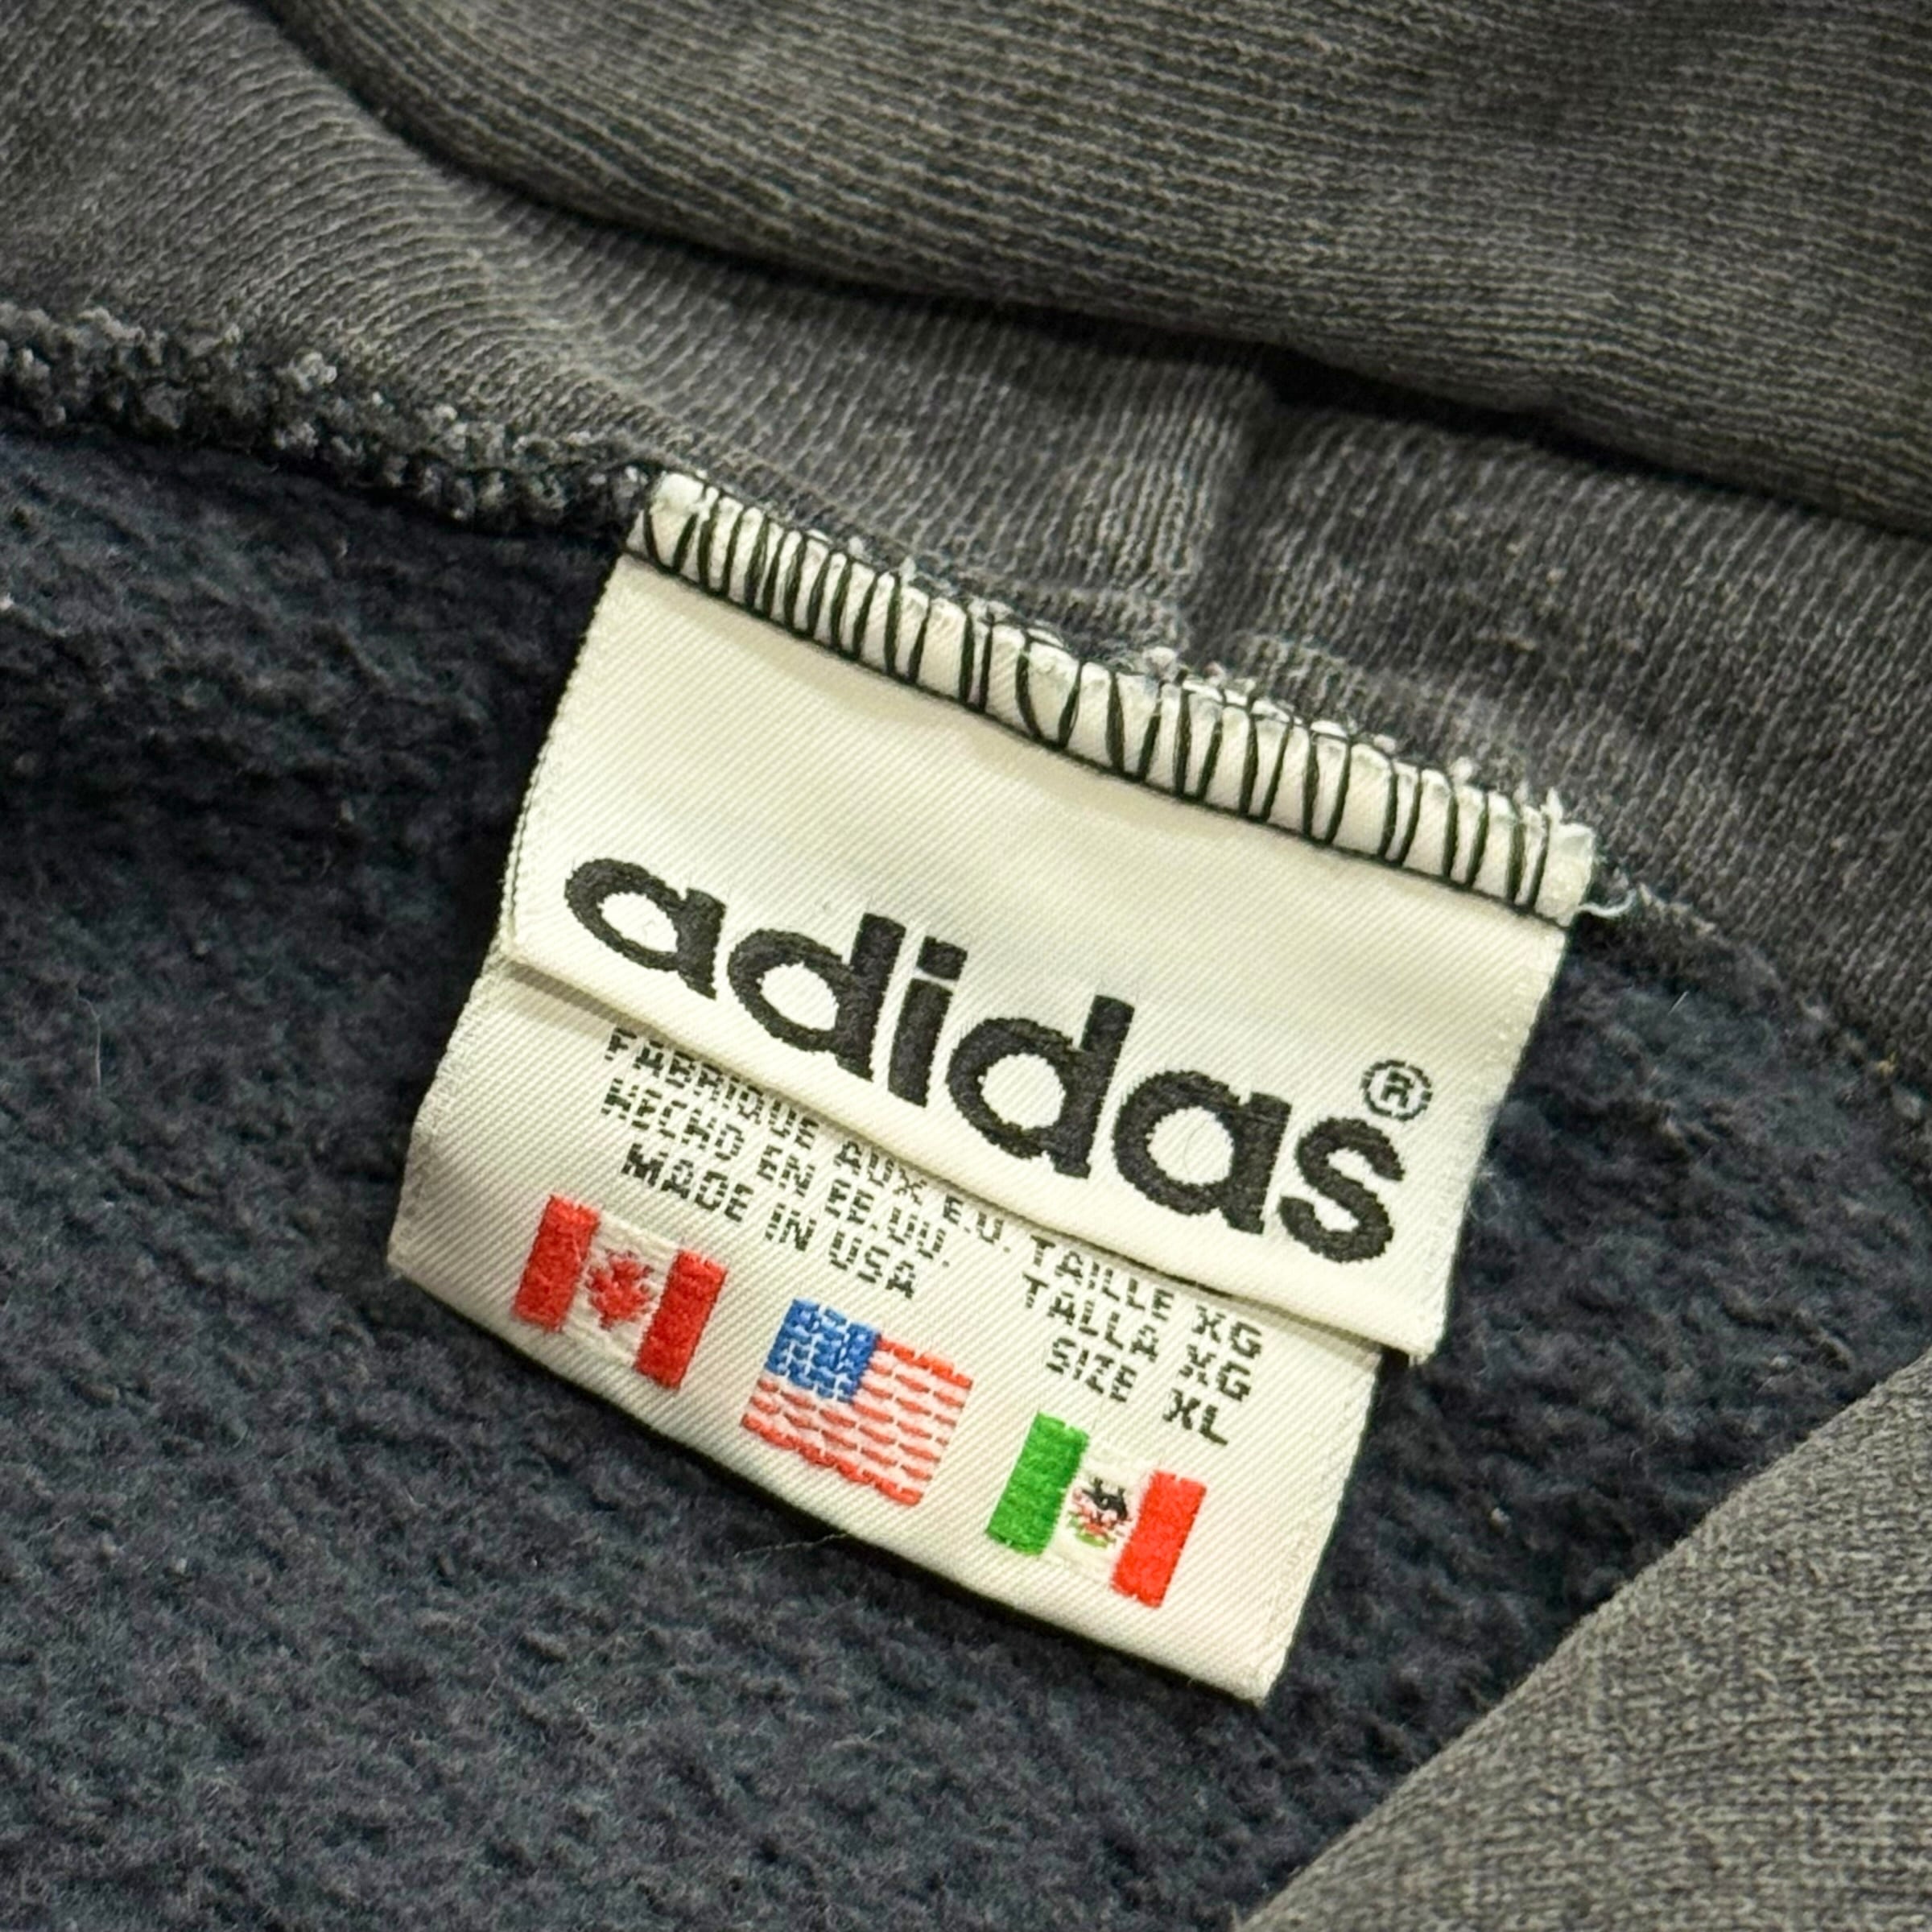 adidas®
FABRIQUE AUX E.U. TAILLE XG
HECHO EN EE.UU. TALLA XG
MADE IN USA SIZE XL